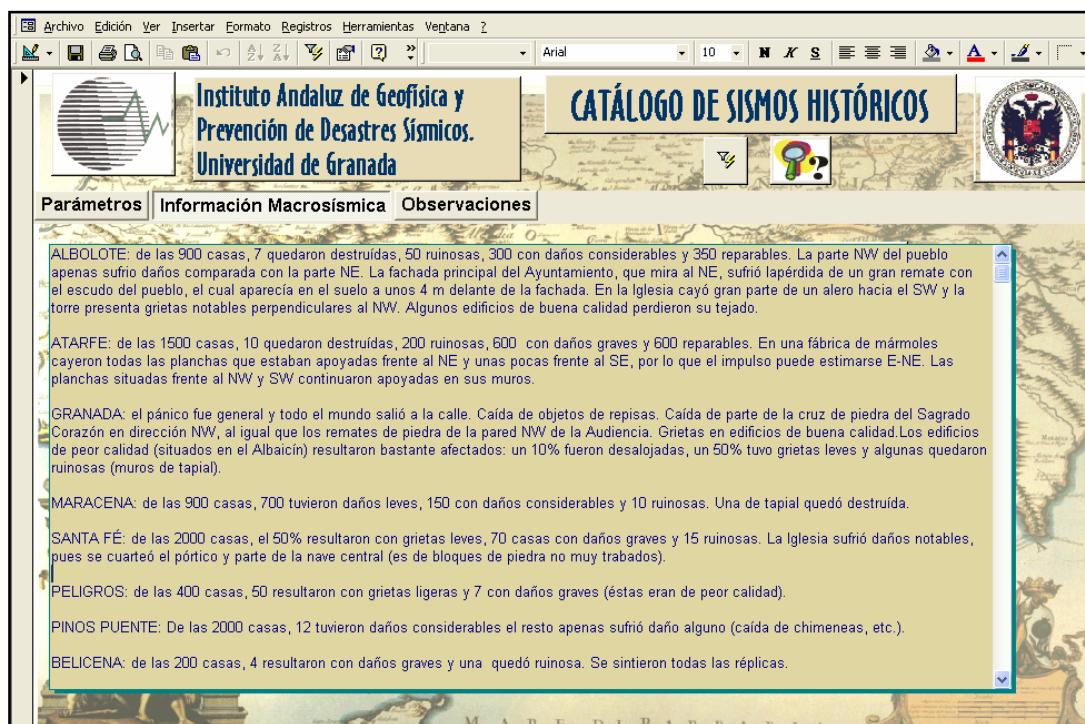 Archivo Edición Ver Insertar Formato Registros Herramientas Ventana ?
Arial 10 N K S
Instituto Andaluz de Geofísica y
Prevención de Desastres Sísmicos.
Universidad de Granada
CATÁLOGO DE SISMOS HISTÓRICOS
Parámetros Información Macrosísmica Observaciones
ALBOLOTE: de las 900 casas, 7 quedaron destruídas, 50 ruinosas, 300 con daños considerables y 350 reparables. La parte NW del pueblo
apenas sufrio daños comparada con la parte NE. La fachada principal del Ayuntamiento, que mira al NE, sufrió lapérdida de un gran remate con
el escudo del pueblo, el cual aparecía en el suelo a unos 4 m delante de la fachada. En la Iglesia cayó gran parte de un alero hacia el SW y la
torre presenta grietas notables perpendiculares al NW. Algunos edificios de buena calidad perdieron su tejado.
ATARFE: de las 1500 casas, 10 quedaron destruídas, 200 ruinosas, 600 con daños graves y 600 reparables. En una fábrica de mármoles
cayeron todas las planchas que estaban apoyadas frente al NE y unas pocas frente al SE, por lo que el impulso puede estimarse E-NE. Las
planchas situadas frente al NW y SW continuaron apoyadas en sus muros.
GRANADA: el pánico fue general y todo el mundo salió a la calle. Caída de objetos de repisas. Caída de parte de la cruz de piedra del Sagrado
Corazón en dirección NW, al igual que los remates de piedra de la pared NW de la Audiencia. Grietas en edificios de buena calidad.Los edificios
de peor calidad (situados en el Albaicín) resultaron bastante afectados: un 10% fueron desalojadas, un 50% tuvo grietas leves y algunas quedaron
ruinosas (muros de tapial).
MARACENA: de las 900 casas, 700 tuvieron daños leves, 150 con daños considerables y 10 ruinosas. Una de tapial quedó destruída.
SANTA FÉ: de las 2000 casas, el 50% resultaron con grietas leves, 70 casas con daños graves y 15 ruinosas. La Iglesia sufrió daños notables,
pues se cuarteó el pórtico y parte de la nave central (es de bloques de piedra no muy trabados).
PELIGROS: de las 400 casas, 50 resultaron con grietas ligeras y 7 con daños graves (éstas eran de peor calidad).
PINOS PUENTE: De las 2000 casas, 12 tuvieron daños considerables el resto apenas sufrió daño alguno (caída de chimeneas, etc.).
BELICENA: de las 200 casas, 4 resultaron con daños graves y una quedó ruinosa. Se sintieron todas las réplicas.